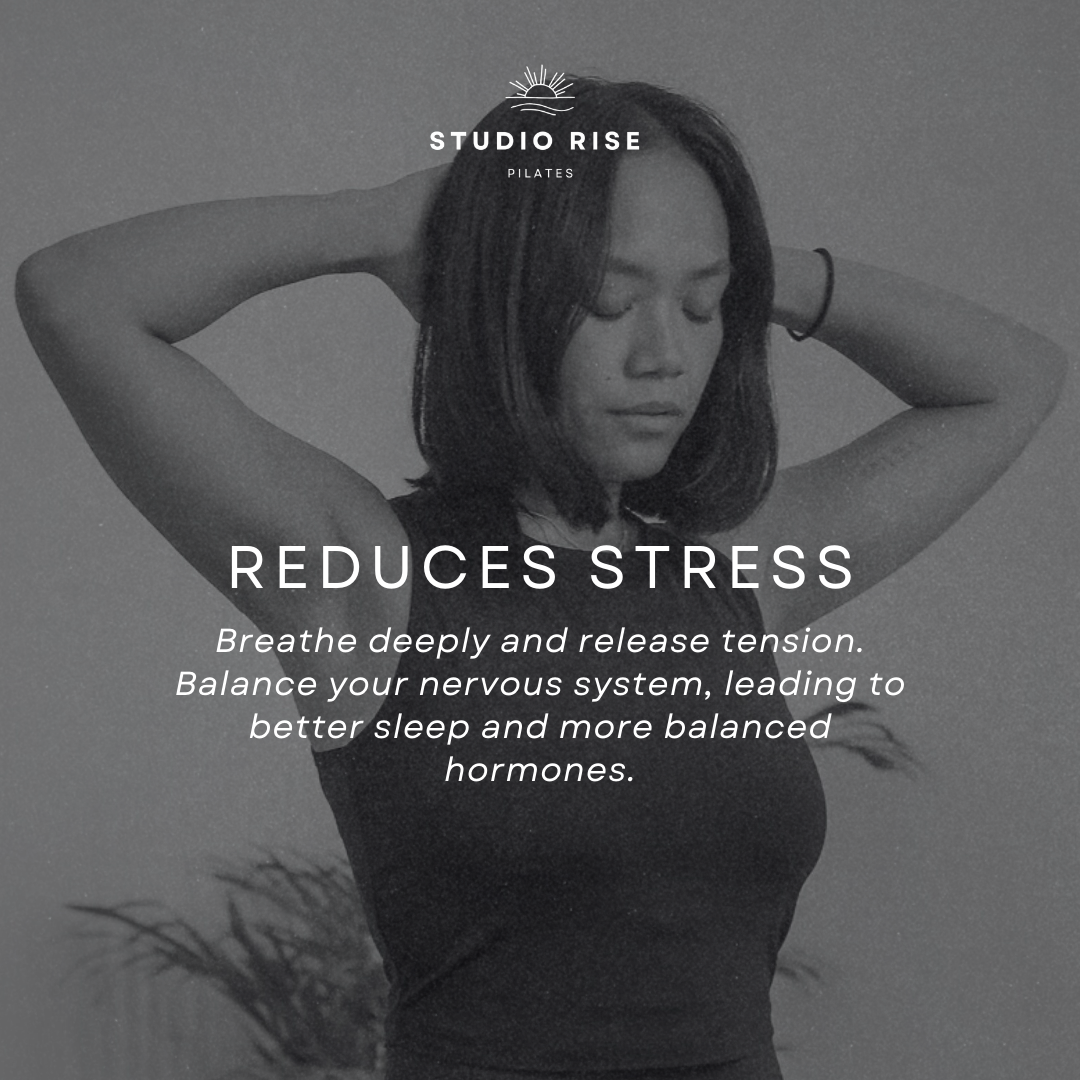 STUDIO RISE
PILATES
REDUCES STRESS
Breathe deeply and release tension.
Balance your nervous system, leading to
better sleep and more balanced
hormones.